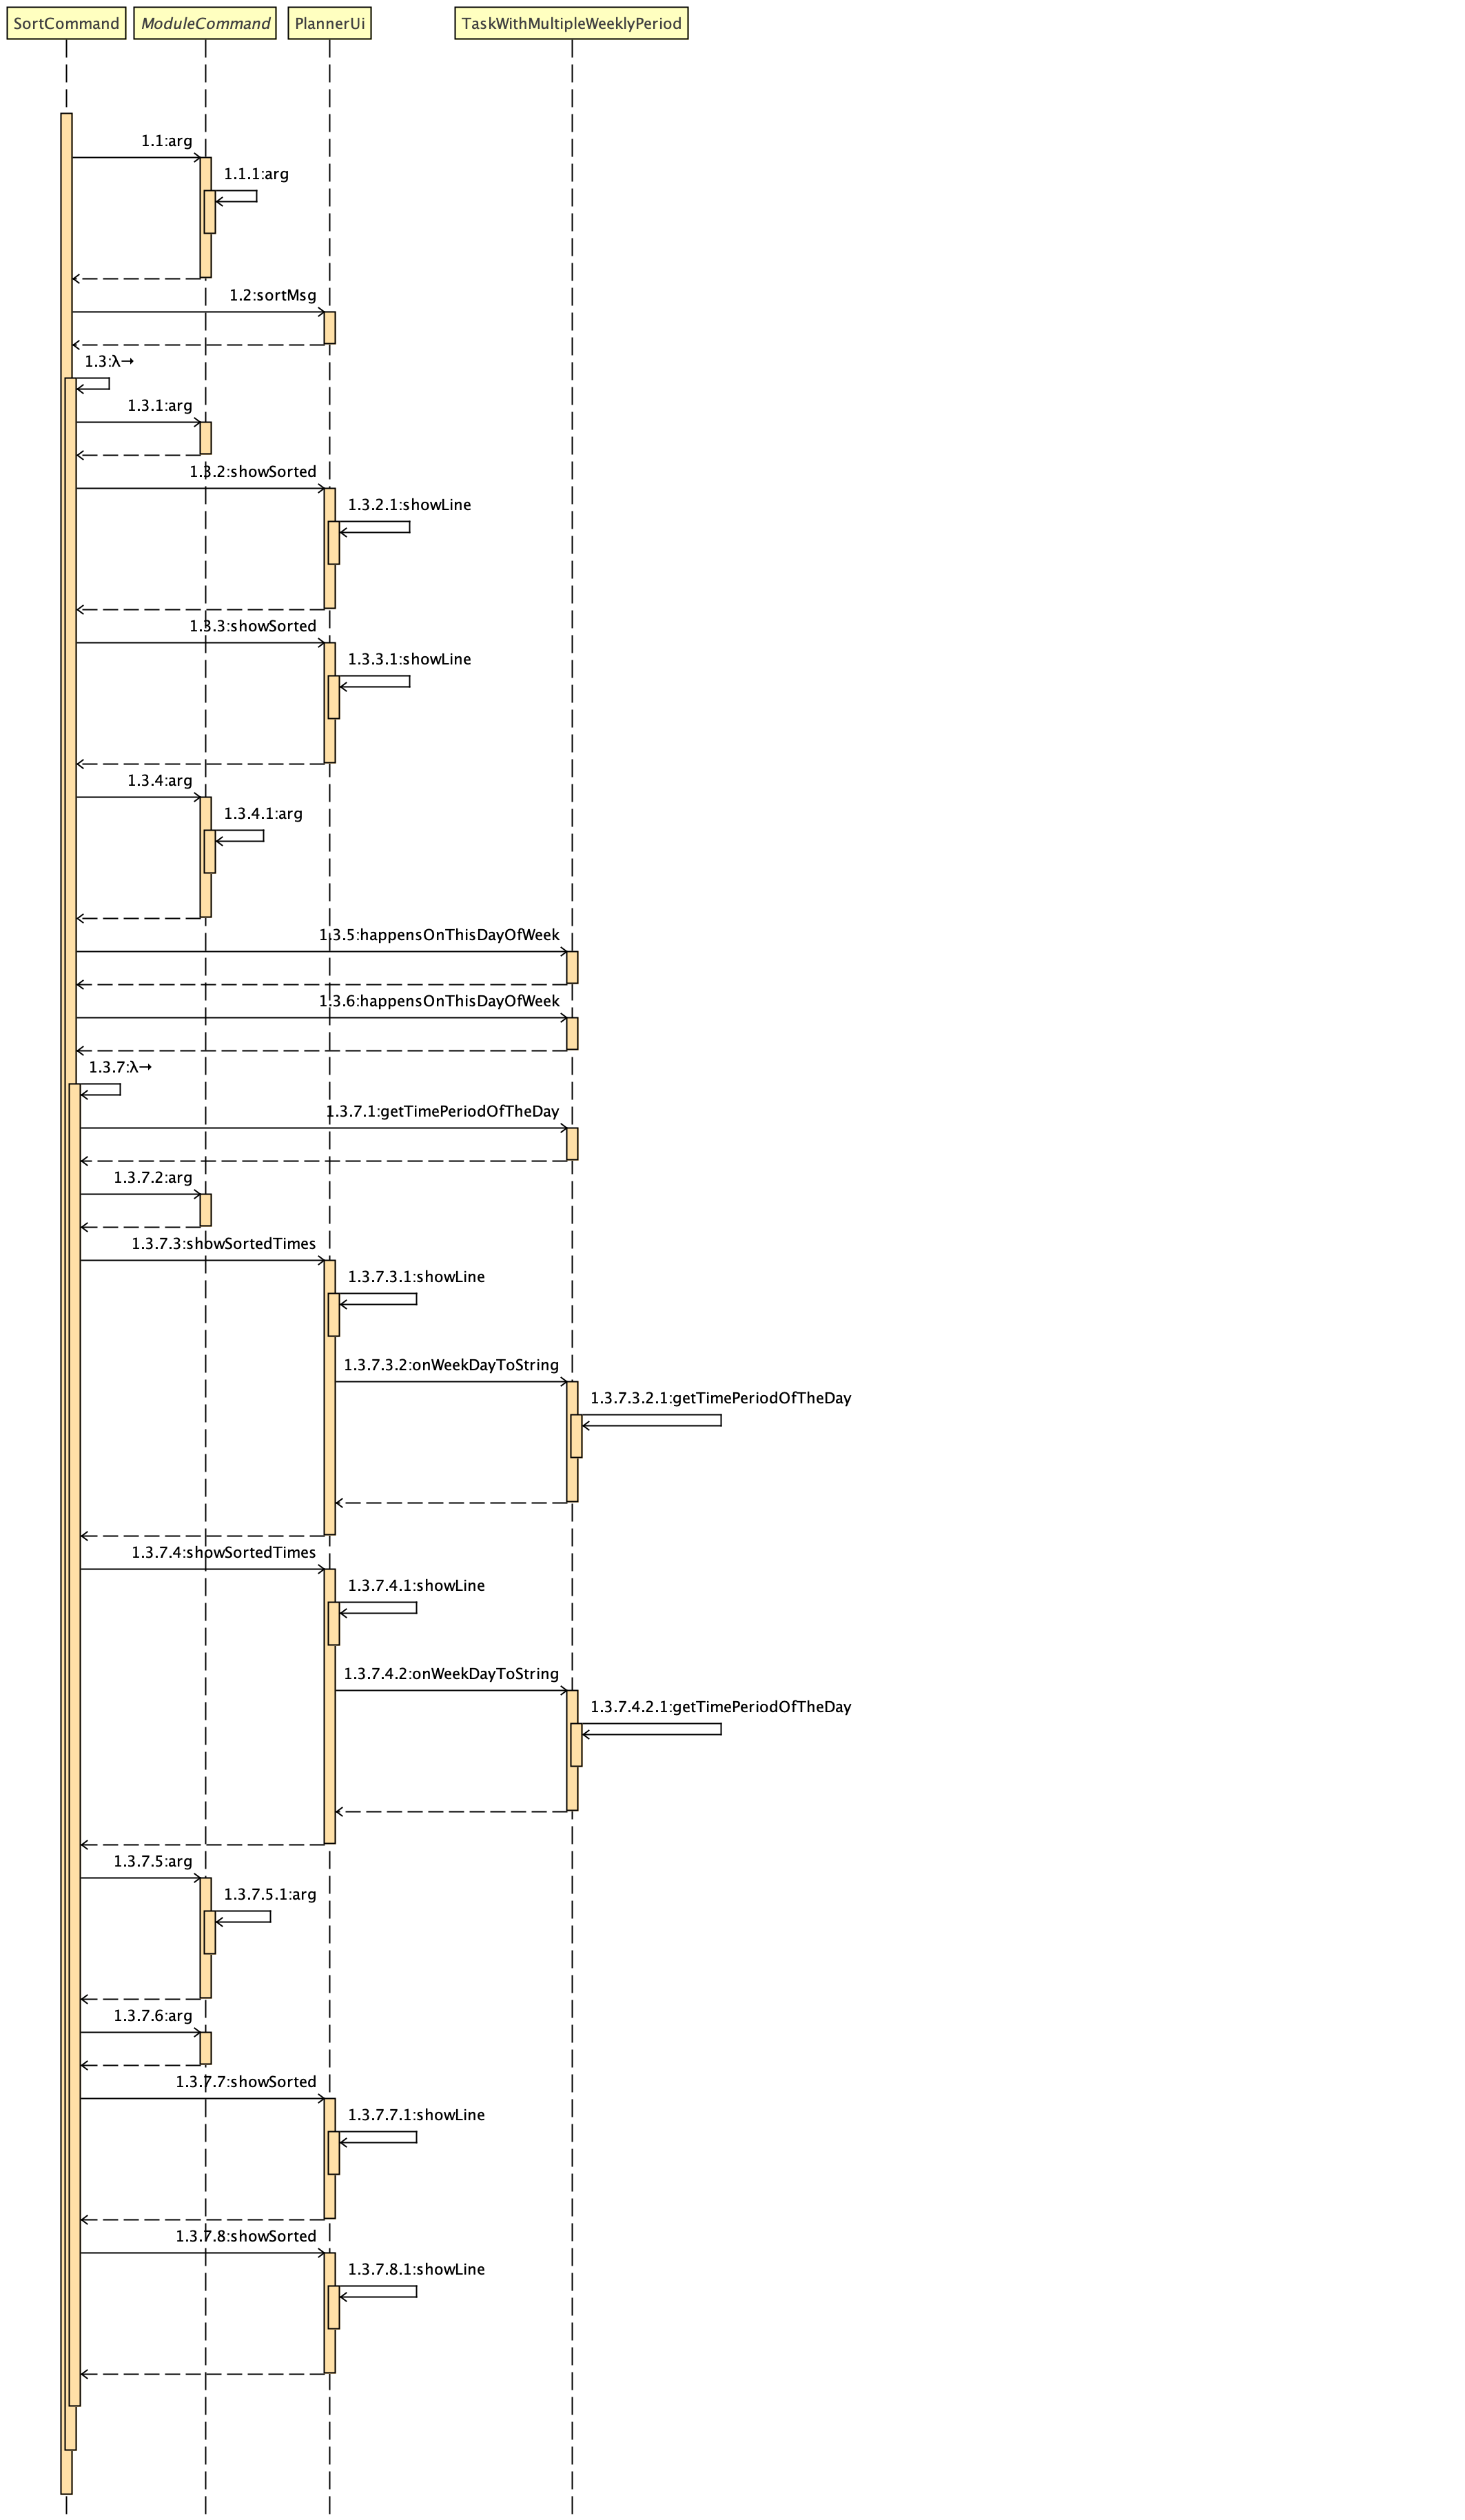 SortCommand ModuleCommand PlannerUi TaskWithMultipleWeeklyPeriod
1.1:arg
1.1.1:arg
1.2:sortMsg
1.3:λ→
1.3.1:arg
1.3.2:showSorted
1.3.2.1:showLine
1.3.3:showSorted
1.3.3.1:showLine
1.3.4:arg
1.3.4.1:arg
1.3.5:happensOnThisDayOfWeek
1.3.6:happensOnThisDayOfWeek
1.3.7:λ→
1.3.7.1:getTimePeriodOfTheDay
1.3.7.2:arg
1.3.7.3:showSortedTimes
1.3.7.3.1:showLine
1.3.7.3.2:onWeekDayToString
1.3.7.3.2.1:getTimePeriodOfTheDay
1.3.7.4:showSortedTimes
1.3.7.4.1:showLine
1.3.7.4.2:onWeekDayToString
1.3.7.4.2.1:getTimePeriodOfTheDay
1.3.7.5:arg
1.3.7.5.1:arg
1.3.7.6:arg
1.3.7.7:showSorted
1.3.7.7.1:showLine
1.3.7.8:showSorted
1.3.7.8.1:showLine